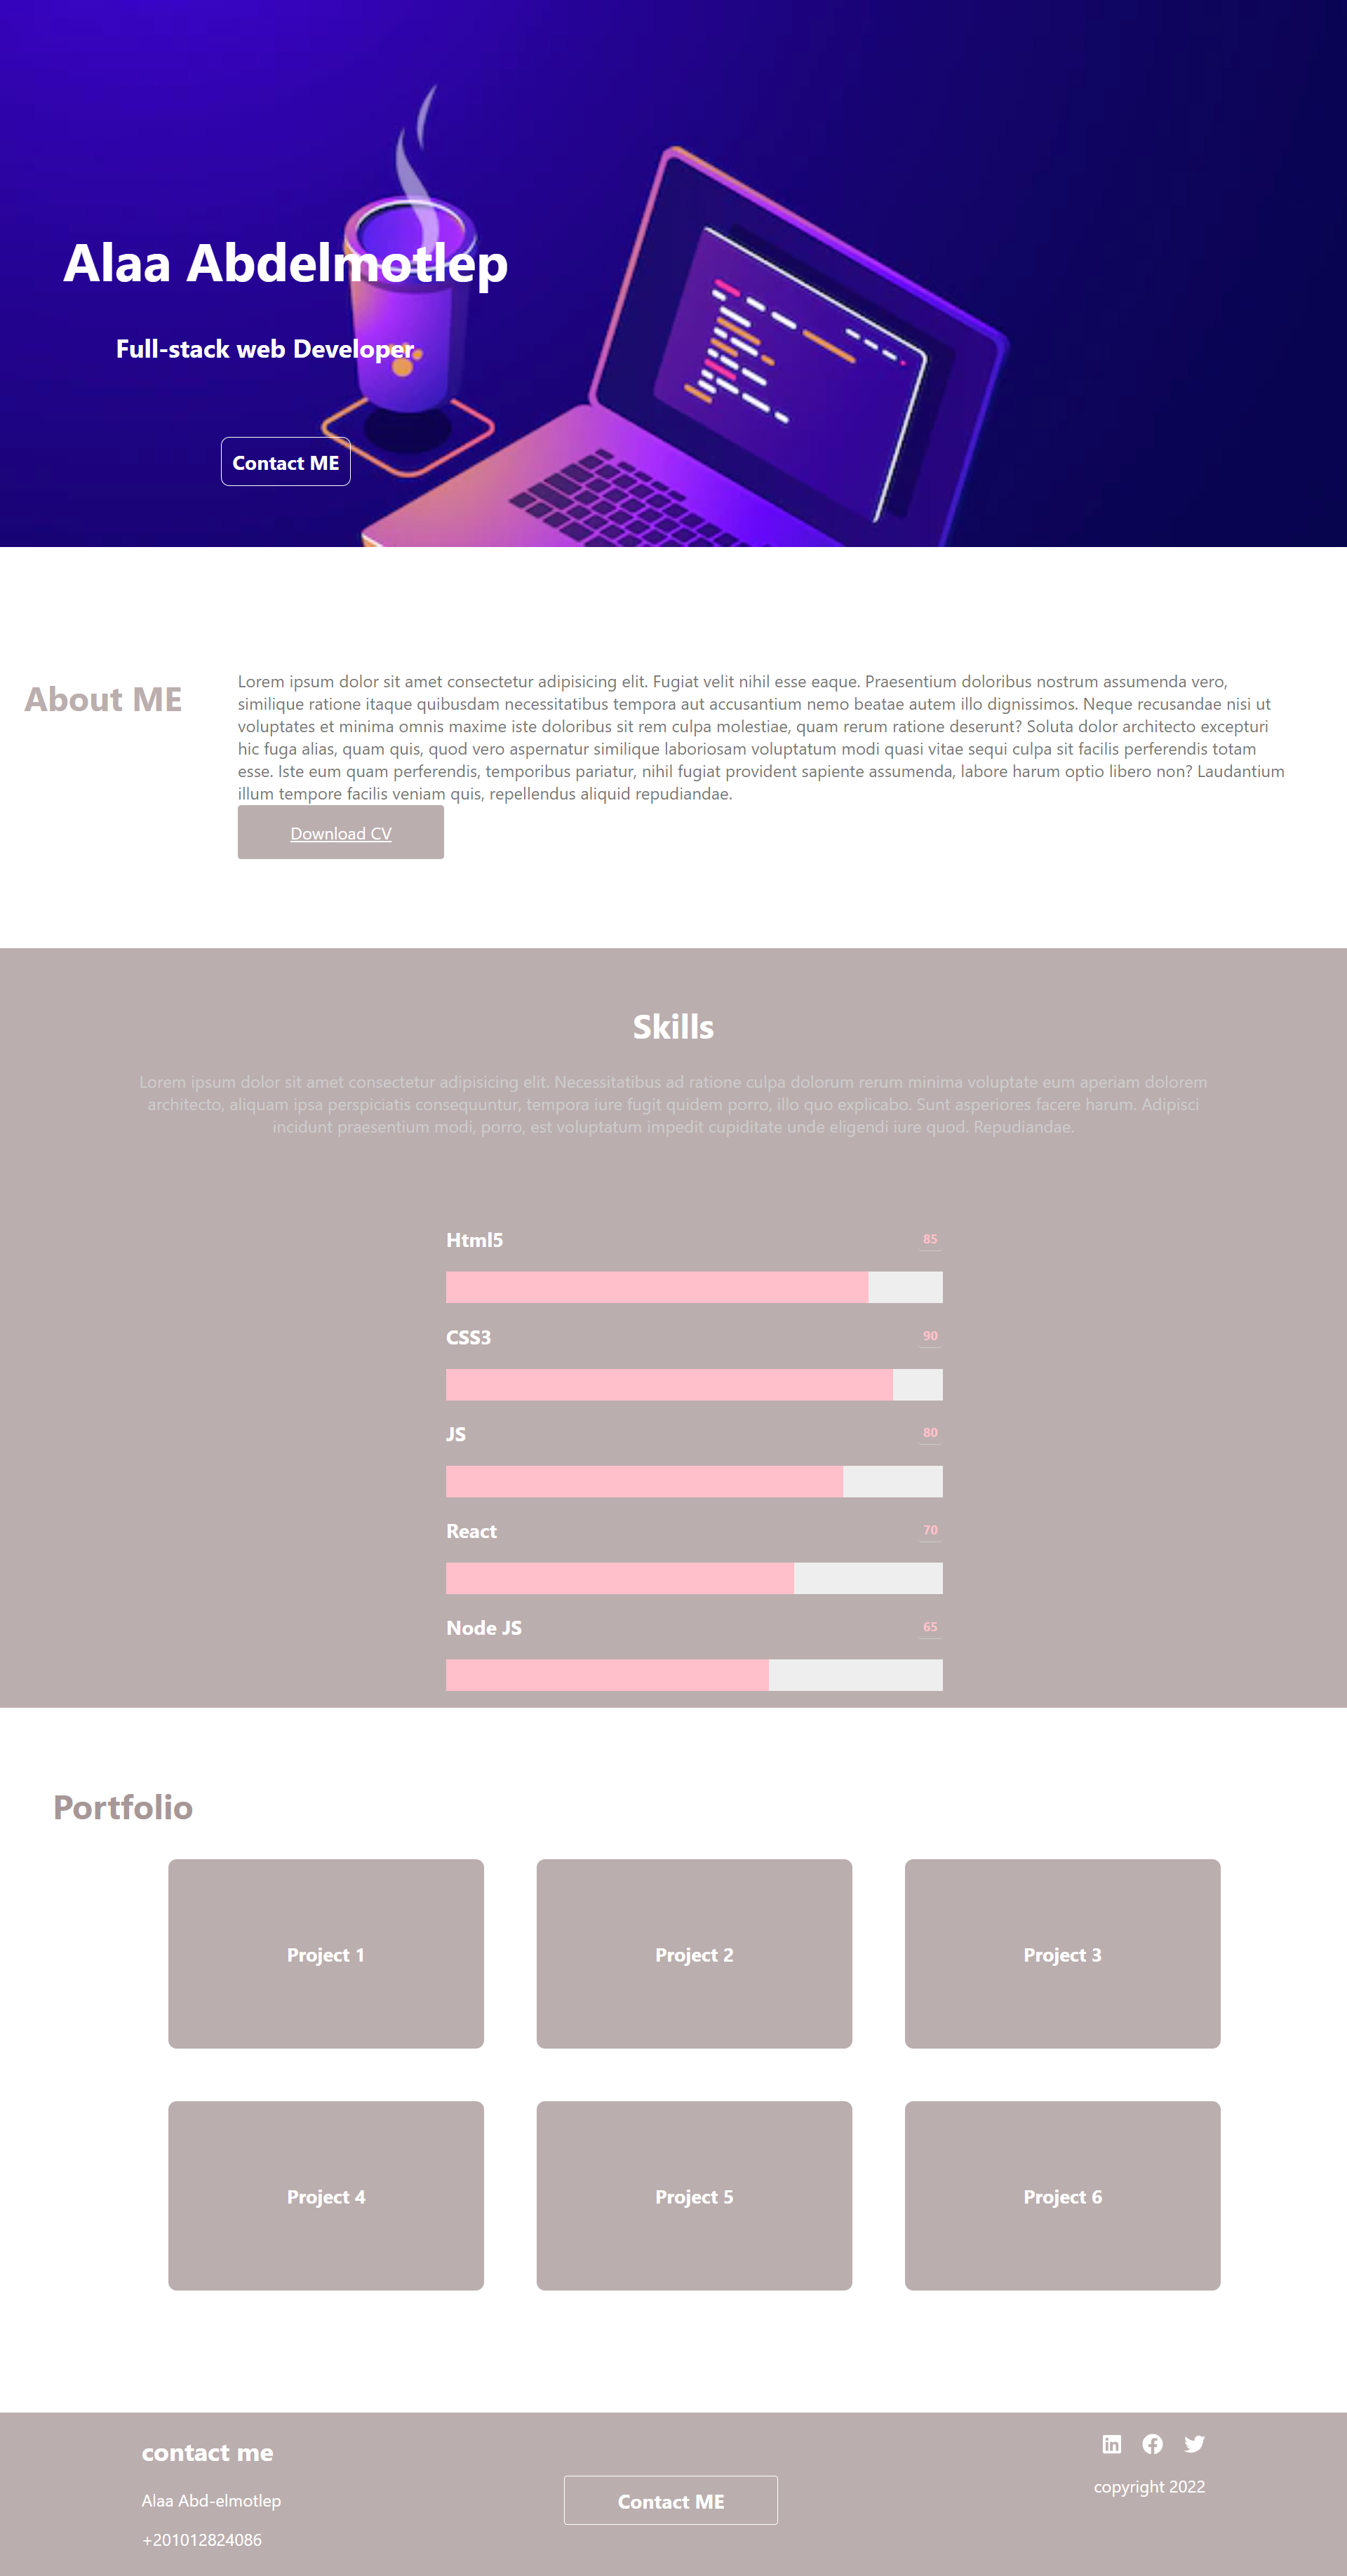 Alaa Abdelmotlep
Full-stack web Developer
Contact ME
About ME
Lorem ipsum dolor sit amet consectetur adipisicing elit. Fugiat velit nihil esse eaque. Praesentium doloribus nostrum assumenda vero,
similique ratione itaque quibusdam necessitatibus tempora aut accusantium nemo beatae autem illo dignissimos. Neque recusandae nisi ut
voluptates et minima omnis maxime iste doloribus sit rem culpa molestiae, quam rerum ratione deserunt? Soluta dolor architecto excepturi
hic fuga alias, quam quis, quod vero aspernatur similique laboriosam voluptatum modi quasi vitae sequi culpa sit facilis perferendis totam
esse. Iste eum quam perferendis, temporibus pariatur, nihil fugiat provident sapiente assumenda, labore harum optio libero non? Laudantium
illum tempore facilis veniam quis, repellendus aliquid repudiandae.
Download CV
Skills
Lorem ipsum dolor sit amet consectetur adipisicing elit. Necessitatibus ad ratione culpa dolorum rerum minima voluptate eum aperiam dolorem
architecto, aliquam ipsa perspiciatis consequuntur, tempora iure fugit quidem porro, illo quo explicabo. Sunt asperiores facere harum. Adipisci
incidunt praesentium modi, porro, est voluptatum impedit cupiditate unde eligendi iure quod. Repudiandae.
Html5 85
CSS3 90
JS 80
React 70
Node JS 65
Portfolio
Project 1
Project 2
Project 3
Project 4
Project 5
Project 6
contact me
Alaa Abd-elmotlep
+201012824086
Contact ME
copyright 2022